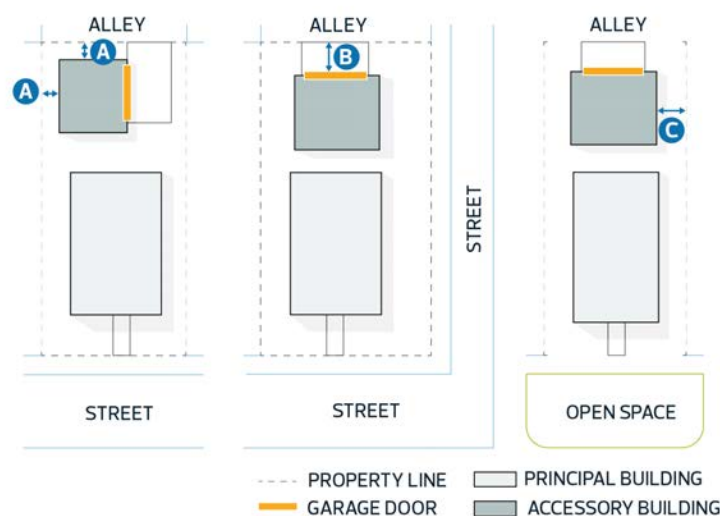 ALLEY
ALLEY
ALLEY
A
A
B
C
STREET
STREET
STREET
OPEN SPACE
PROPERTY LINE
PRINCIPAL BUILDING
GARAGE DOOR
ACCESSORY BUILDING